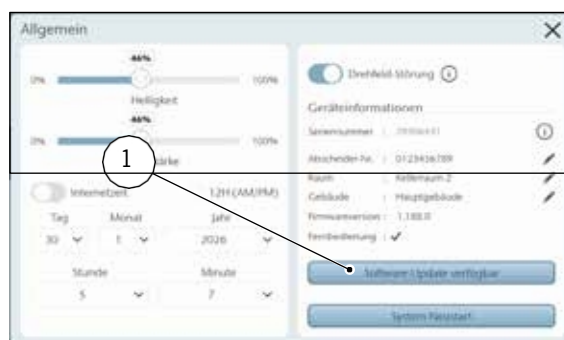 Allgemein
46%
0% 100%
Helligkeit
46%
0% 100%
1
Internetzeit 12H (AM/PM)
Tag Monat Jahr
30 1 2026
Stunde Minute
5 7
Drehfeld-Störung
Geräteinformationen
Seriennummer :
Abscheider-Nr. : 0123456789
Raum : Kellerraum 2
Gebäude : Hauptgebäude
Firmwareversion : 1.188.0
Fernbedienung : ✔
Software-Update verfügbar
System Neustart